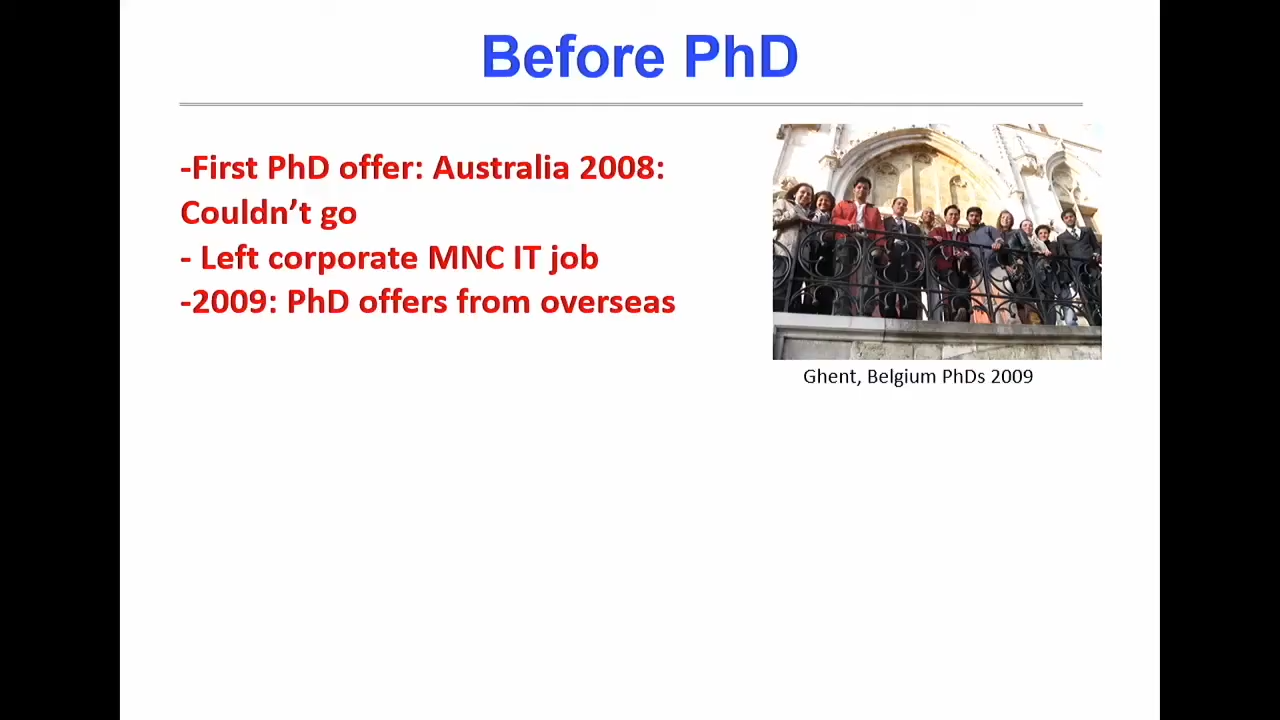 Before PhD
-First PhD offer: Australia 2008:
Couldn’t go
- Left corporate MNC IT job
-2009: PhD offers from overseas
Ghent, Belgium PhDs 2009